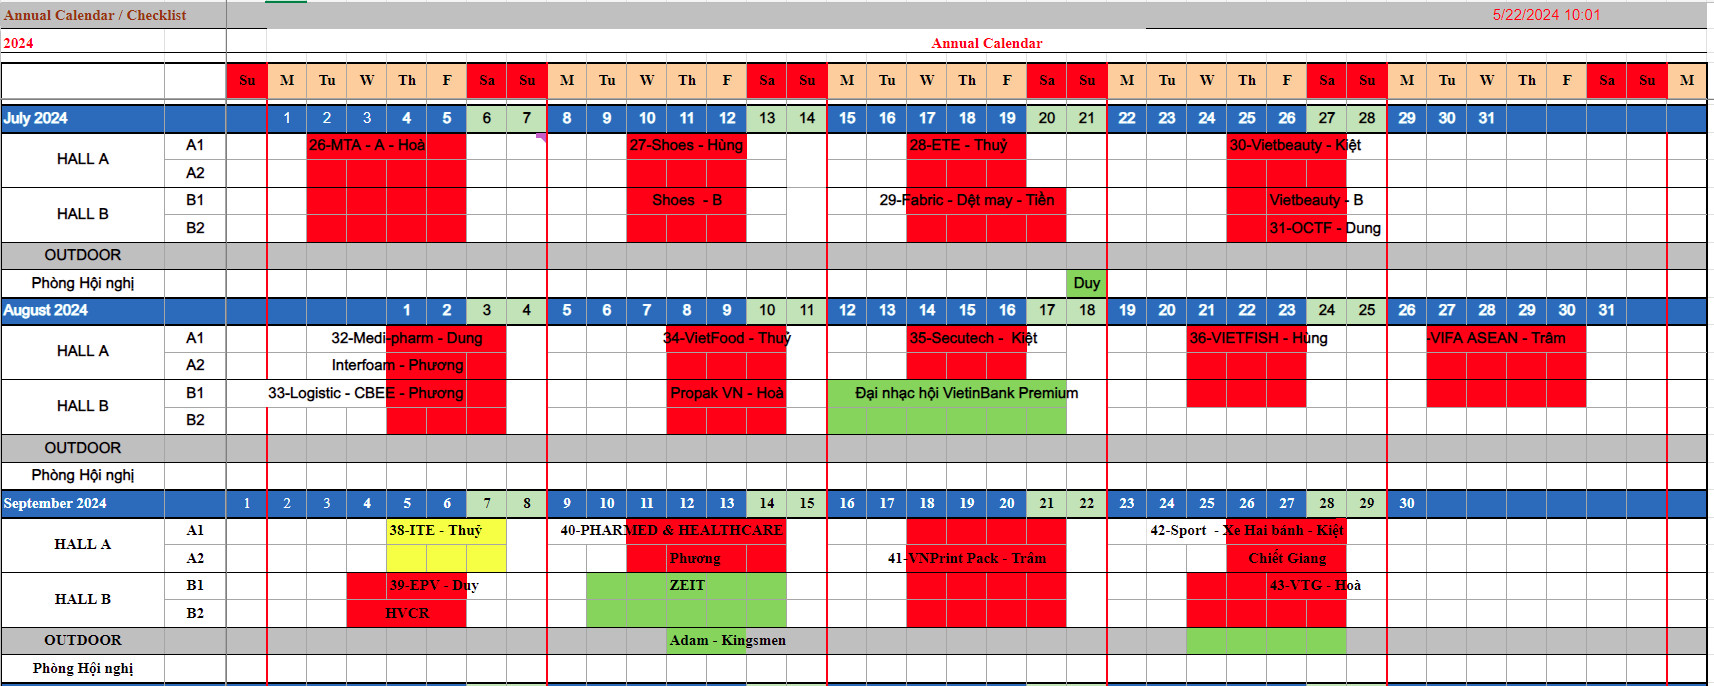 Annual Calendar / Checklist 5/22/2024 10:01
2024 Annual Calendar
Su M Tu W Th F Sa Su M Tu W Th F Sa Su M Tu W Th F Sa Su M Tu W Th F Sa Su M Tu W Th F Sa Su M
July 2024 1 2 3 4 5 6 7 8 9 10 11 12 13 14 15 16 17 18 19 20 21 22 23 24 25 26 27 28 29 30 31
HALL A
A1 26-MTA - A - Hoà 27-Shoes - Hùng 28-ETE - Thuỷ 30-Vietbeauty - Kiệt
A2
HALL B
B1 Shoes - B 29-Fabric - Dệt may - Tiền Vietbeauty - B
B2 31-OCTF - Dung
OUTDOOR
Phòng Hội nghị Duy
August 2024 1 2 3 4 5 6 7 8 9 10 11 12 13 14 15 16 17 18 19 20 21 22 23 24 25 26 27 28 29 30 31
HALL A
A1 32-Medi-pharm - Dung 34-VietFood - Thuỷ 35-Secutech - Kiệt 36-VIETFISH - Hùng -VIFA ASEAN - Trâm
A2 Interfoam - Phương
HALL B
B1 33-Logistic - CBEE - Phương Propak VN - Hoà Đại nhạc hội VietinBank Premium
B2
OUTDOOR
Phòng Hội nghị
September 2024 1 2 3 4 5 6 7 8 9 10 11 12 13 14 15 16 17 18 19 20 21 22 23 24 25 26 27 28 29 30
HALL A
A1 38-ITE - Thuỷ 40-PHARMED & HEALTHCARE 42-Sport - Xe Hai bánh - Kiệt
A2 Phương 41-VNPrint Pack - Trâm Chiết Giang
HALL B
B1 39-EPV - Duy ZEIT 43-VTG - Hoà
B2 HVCR
OUTDOOR Adam - Kingsmen
Phòng Hội nghị